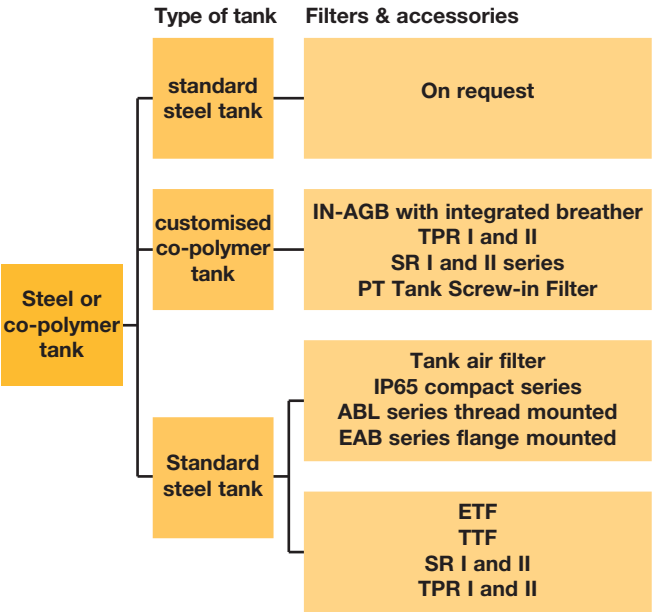 Type of tank
Filters & accessories
standard
steel tank
On request
customised
co-polymer
tank
IN-AGB with integrated breather
TPR I and II
SR I and II series
PT Tank Screw-in Filter
Steel or
co-polymer
tank
Tank air filter
IP65 compact series
ABL series thread mounted
EAB series flange mounted
Standard
steel tank
ETF
TTF
SR I and II
TPR I and II